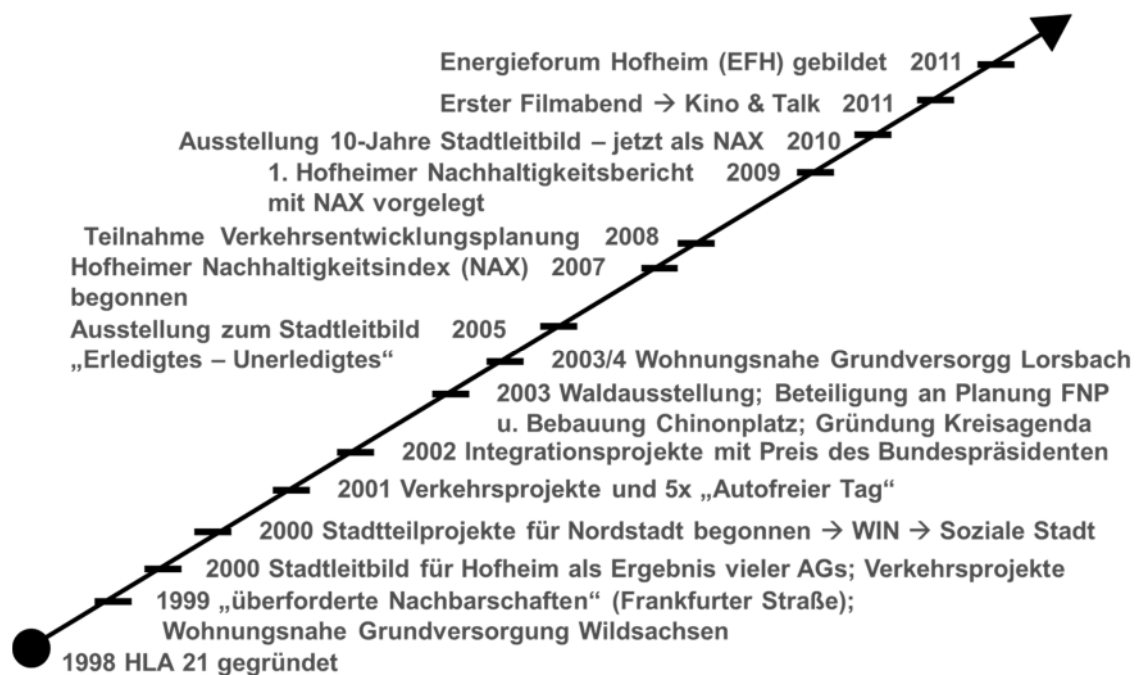 Energieforum Hofheim (EFH) gebildet 2011
Erster Filmabend → Kino & Talk 2011
Ausstellung 10-Jahre Stadtleitbild – jetzt als NAX 2010
1. Hofheimer Nachhaltigkeitsbericht 2009
mit NAX vorgelegt
Teilnahme Verkehrsentwicklungsplanung 2008
Hofheimer Nachhaltigkeitsindex (NAX) 2007
begonnen
Ausstellung zum Stadtleitbild 2005
„Erledigtes – Unerledigtes“
2003/4 Wohnungsnahe Grundversorgg Lorsbach
2003 Waldausstellung; Beteiligung an Planung FNP
u. Bebauung Chinonplatz; Gründung Kreisagenda
2002 Integrationsprojekte mit Preis des Bundespräsidenten
2001 Verkehrsprojekte und 5x „Autofreier Tag“
2000 Stadtteilprojekte für Nordstadt begonnen → WIN → Soziale Stadt
2000 Stadtleitbild für Hofheim als Ergebnis vieler AGs; Verkehrsprojekte
1999 „überforderte Nachbarschaften“ (Frankfurter Straße);
Wohnungsnahe Grundversorgung Wildsachsen
1998 HLA 21 gegründet